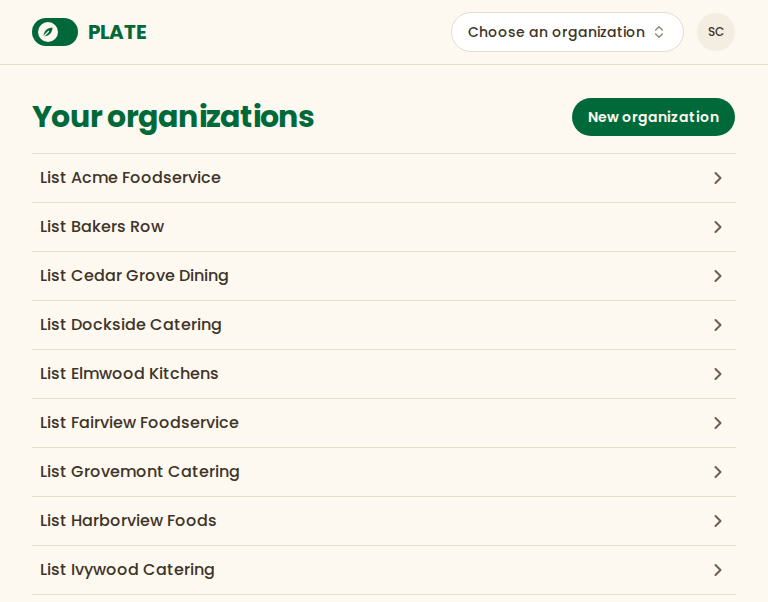 PLATE
Choose an organization
SC
Your organizations
New organization
List Acme Foodservice
List Bakers Row
List Cedar Grove Dining
List Dockside Catering
List Elmwood Kitchens
List Fairview Foodservice
List Grovemont Catering
List Harborview Foods
List Ivywood Catering